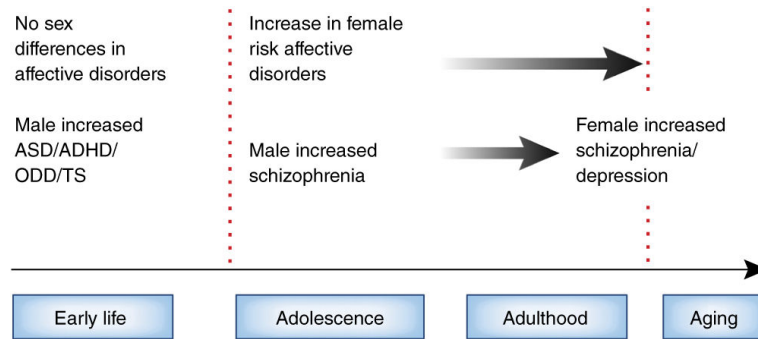 No sex
differences in
affective disorders
Increase in female
risk affective
disorders
Male increased
ASD/ADHD/
ODD/TS
Male increased
schizophrenia
Female increased
schizophrenia/
depression
Early life
Adolescence
Adulthood
Aging